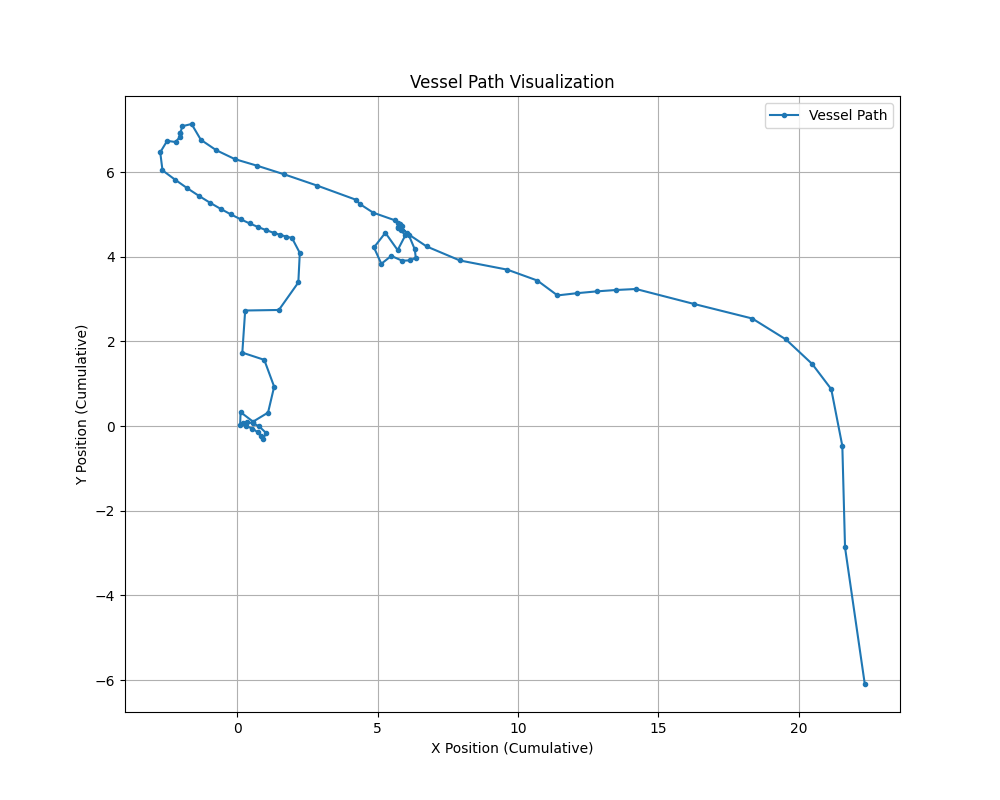 Vessel Path Visualization
Vessel Path
Y Position (Cumulative)
6
4
2
0
−2
−4
−6
0 5 10 15 20
X Position (Cumulative)